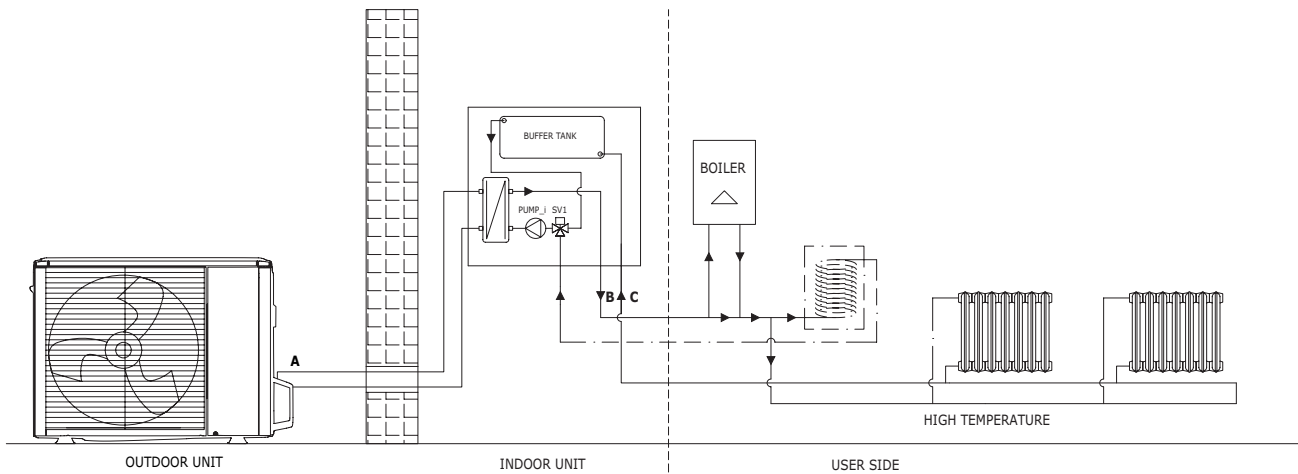 BUFFER TANK
BOILER
PUMP_i SV1
B C
A
HIGH TEMPERATURE
OUTDOOR UNIT
INDOOR UNIT
USER SIDE